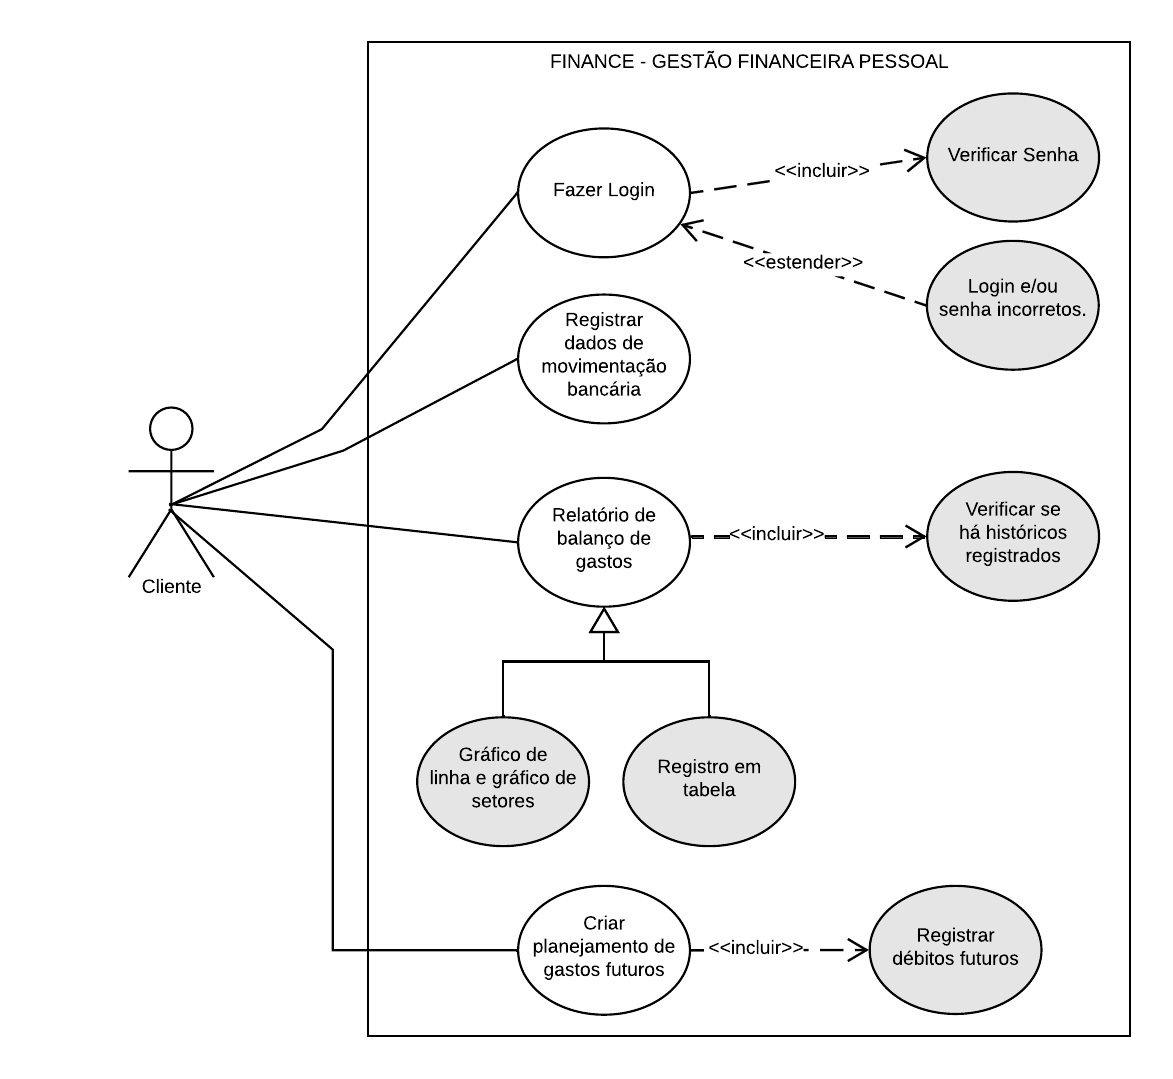 FINANCE - GESTÃO FINANCEIRA PESSOAL
Fazer Login
<<incluir>>
Verificar Senha
<<estender>>
Login e/ou
senha incorretos.
Registrar
dados de
movimentação
bancária
Cliente
Relatório de
balanço de
gastos
<<incluir>>
Verificar se
há históricos
registrados
Gráfico de
linha e gráfico de
setores
Registro em
tabela
Criar
planejamento de
gastos futuros
<<incluir>>
Registrar
débitos futuros